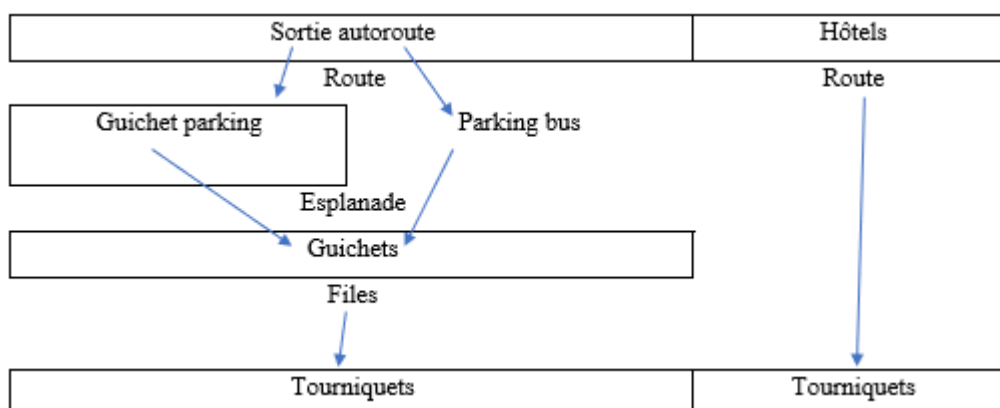 Sortie autoroute
Hôtels
Route
Route
Guichet parking
Parking bus
Esplanade
Guichets
Files
Tourniquets
Tourniquets